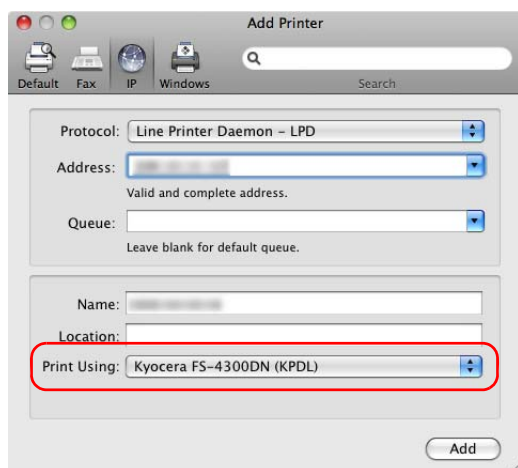 Add Printer
Default Fax IP Windows Search
Protocol: Line Printer Daemon – LPD
Address:
Valid and complete address.
Queue:
Leave blank for default queue.
Name:
Location:
Print Using: Kyocera FS-4300DN (KPDL)
Add